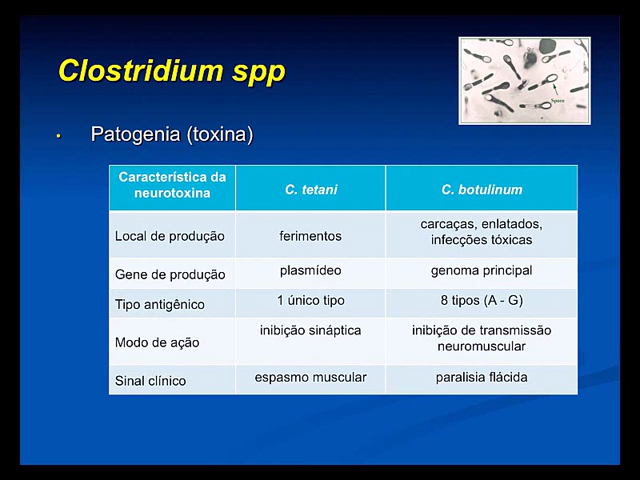 Clostridium spp
Spore
• Patogenia (toxina)
Característica da
neurotoxina
C. tetani
C. botulinum
Local de produção
ferimentos
carcaças, enlatados,
infecções tóxicas
Gene de produção
plasmídeo
genoma principal
Tipo antigênico
1 único tipo
8 tipos (A - G)
Modo de ação
inibição sináptica
inibição de transmissão
neuromuscular
Sinal clínico
espasmo muscular
paralisia flácida